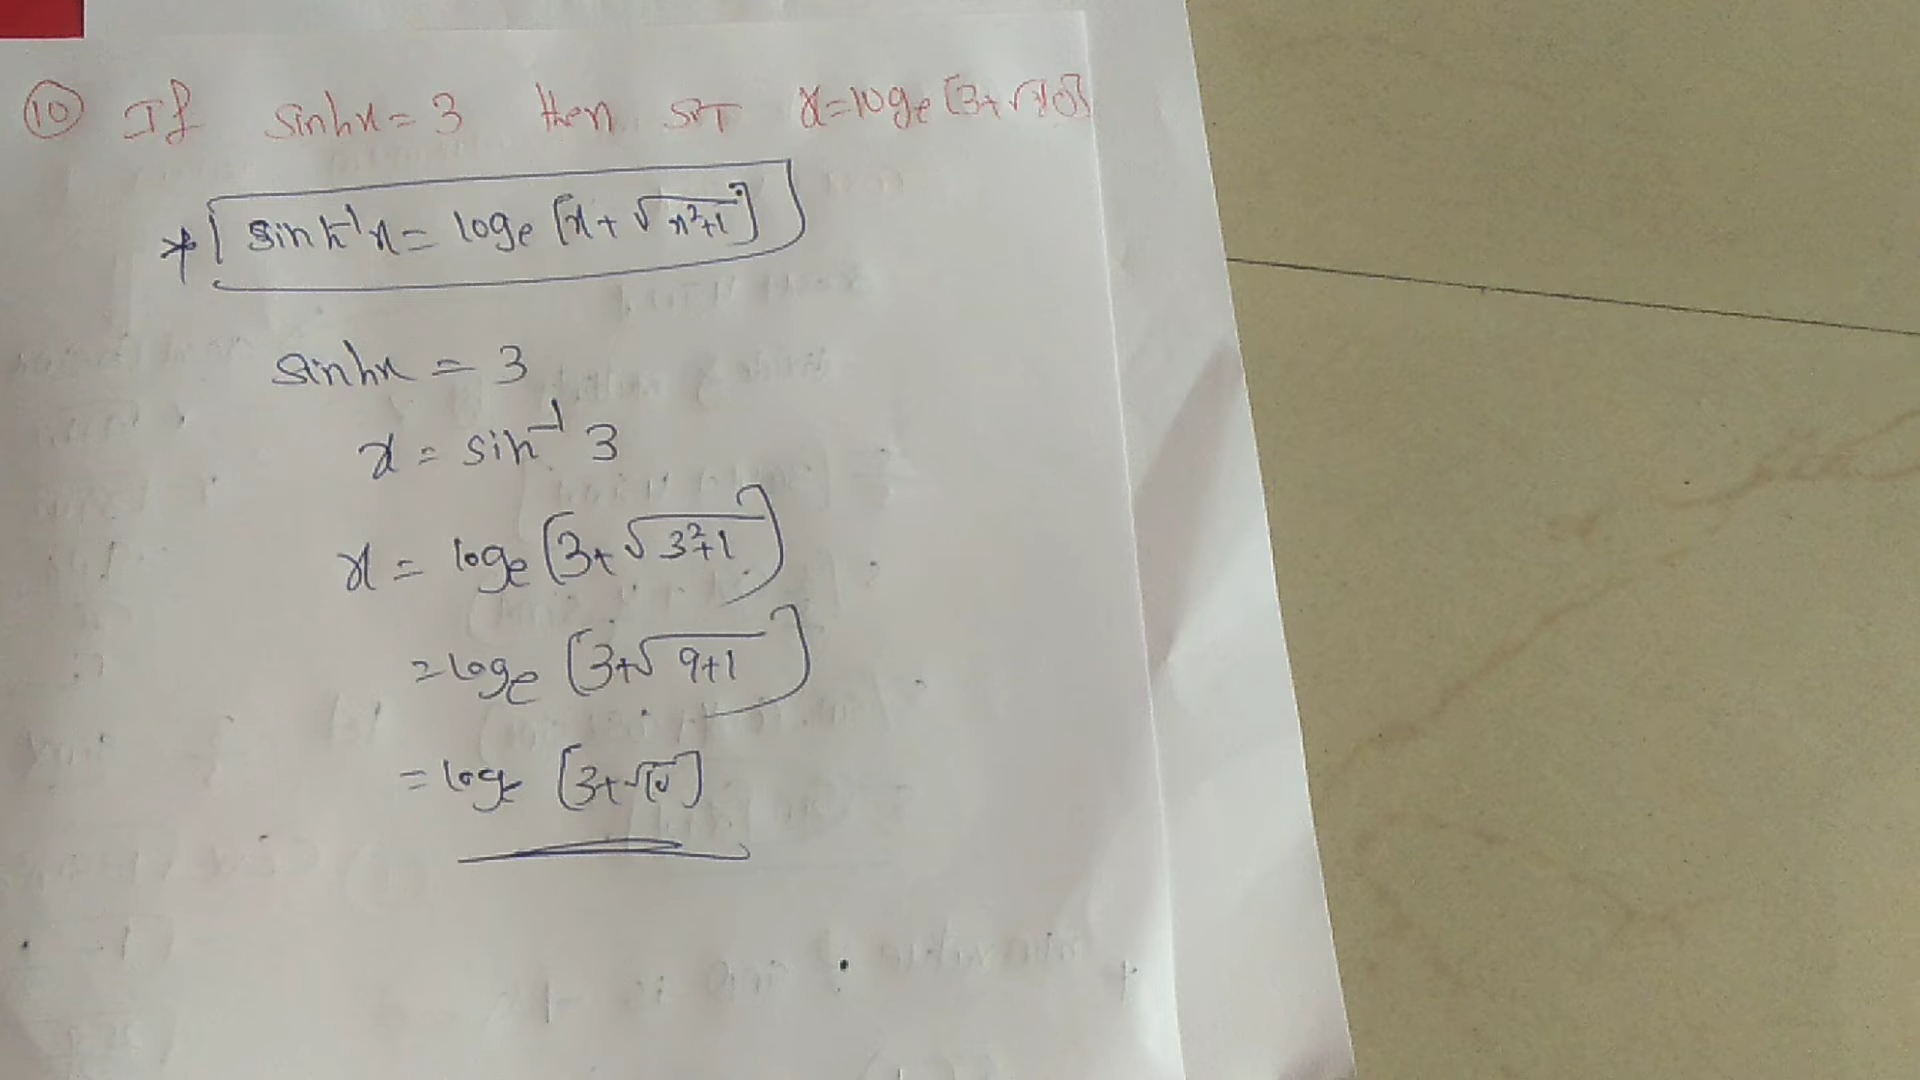 (10) If sinhx = 3 then S.T x = logₑ [3+√10]
* sinh⁻¹x = logₑ [x + √x²+1]
sinhx = 3
x = sinh⁻¹ 3
x = logₑ [3+√3²+1]
= logₑ [3+√9+1]
= logₑ [3+√10]